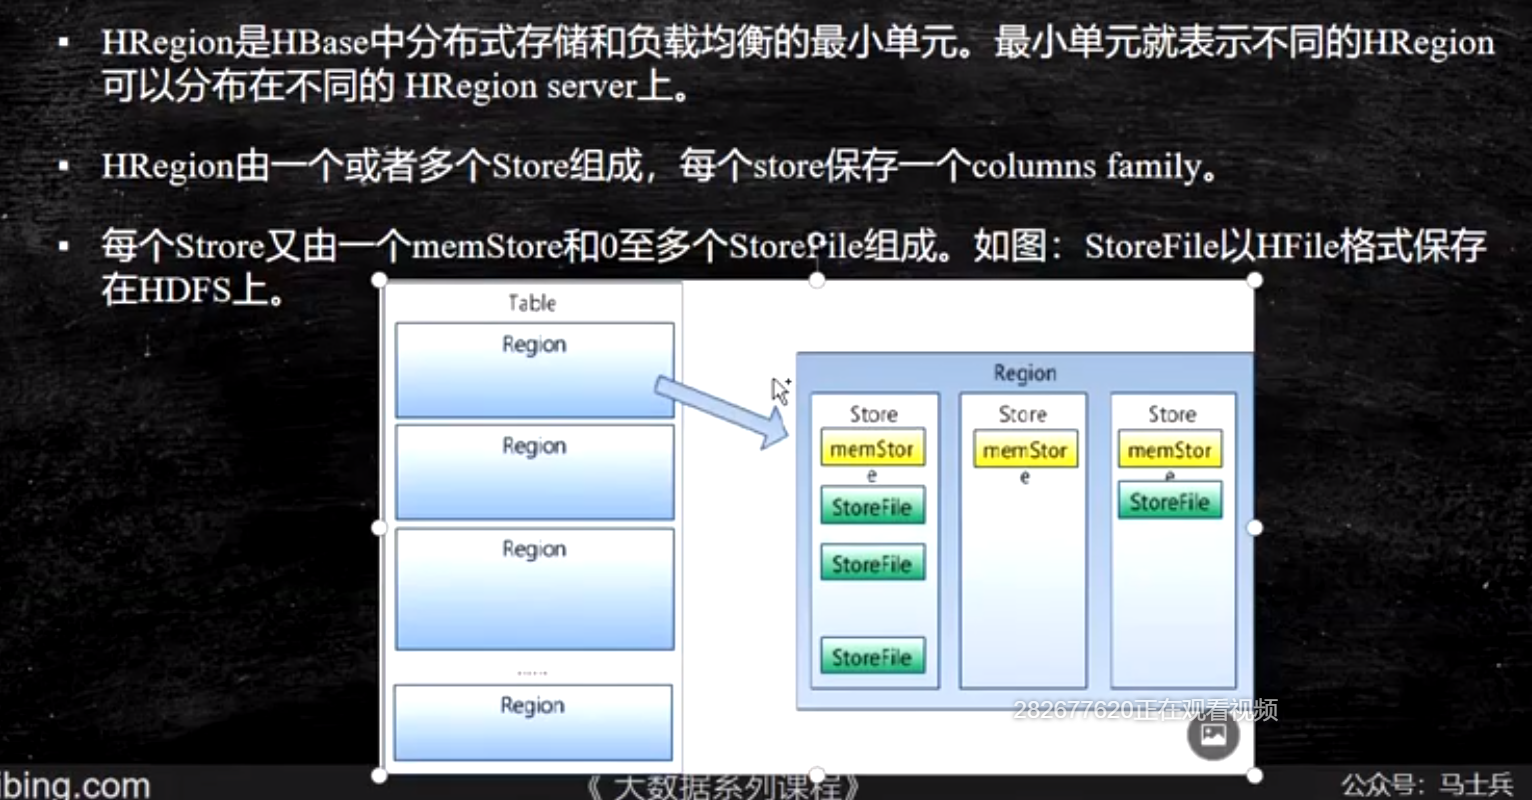 ▪ HRegion是HBase中分布式存储和负载均衡的最小单元。最小单元就表示不同的HRegion
可以分布在不同的 HRegion server上。
▪ HRegion由一个或者多个Store组成，每个store保存一个columns family。
▪ 每个Strore又由一个memStore和0至多个StoreFile组成。如图：StoreFile以HFile格式保存
在HDFS上。
Table
Region
Region
Region
......
Region
Region
Store
memStor
e
StoreFile
StoreFile
StoreFile
Store
memStor
e
Store
memStor
e
StoreFile
282677620正在观看视频
ibing.com
《 大数据系列课程》
公众号：马士兵